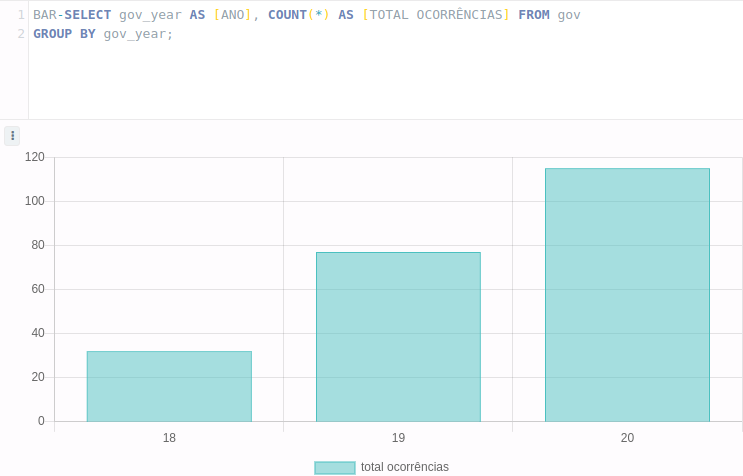 1 BAR-SELECT gov_year AS [ANO], COUNT(*) AS [TOTAL OCORRÊNCIAS] FROM gov
2 GROUP BY gov_year;
120
100
80
60
40
20
0
18 19 20
total ocorrências